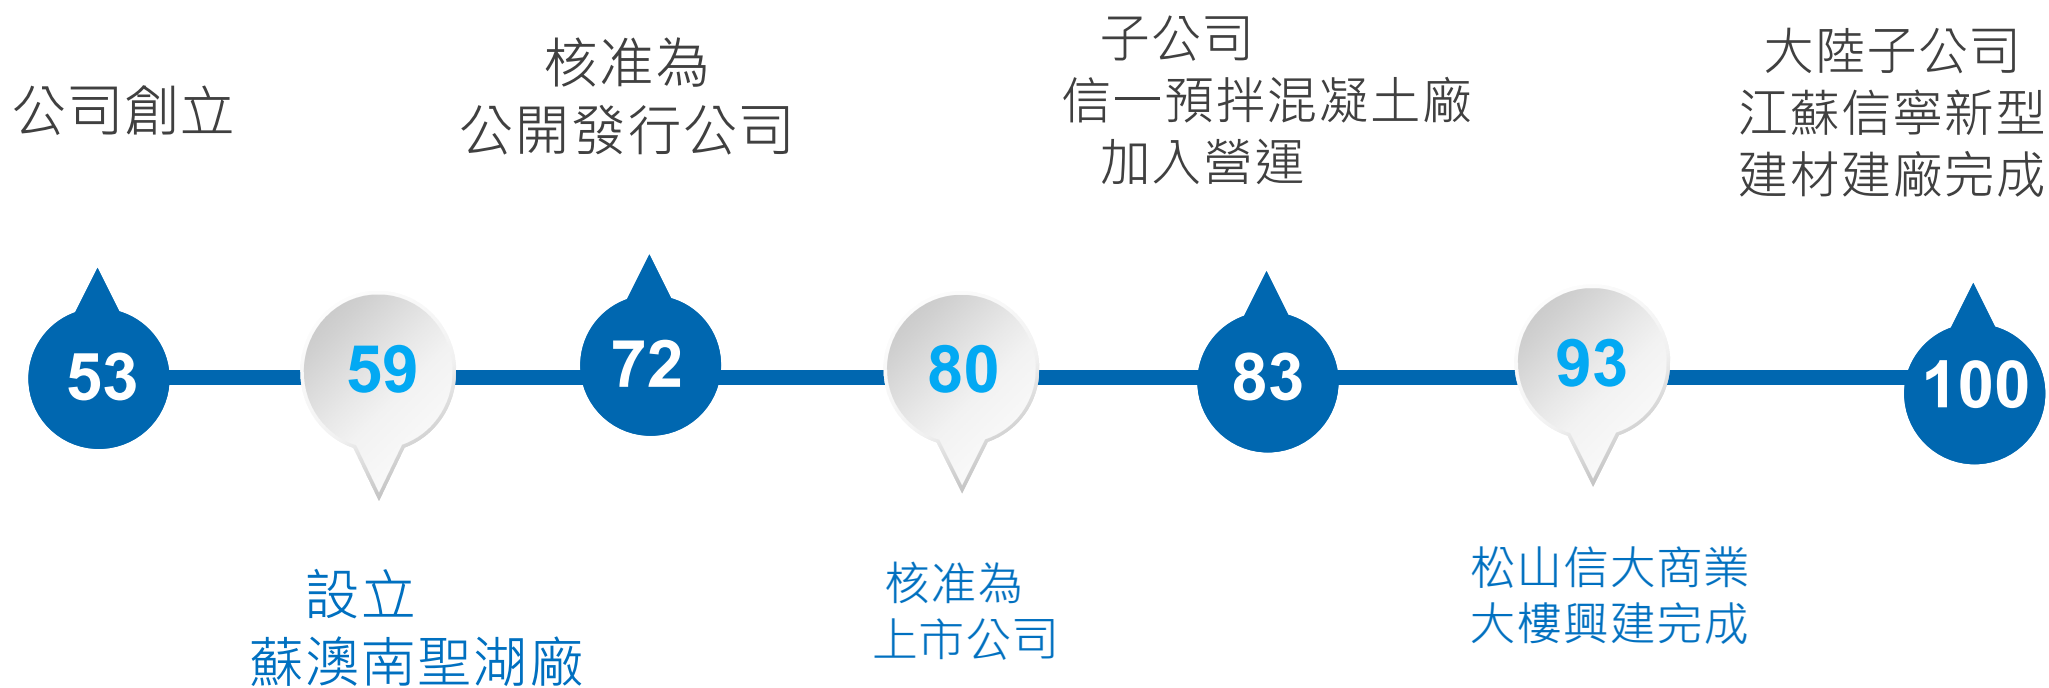 公司創立
53
59
設立
蘇澳南聖湖廠
核准為
公開發行公司
72
80
核准為
上市公司
子公司
信一預拌混凝土廠
加入營運
83
93
松山信大商業
大樓興建完成
大陸子公司
江蘇信寧新型
建材建廠完成
100